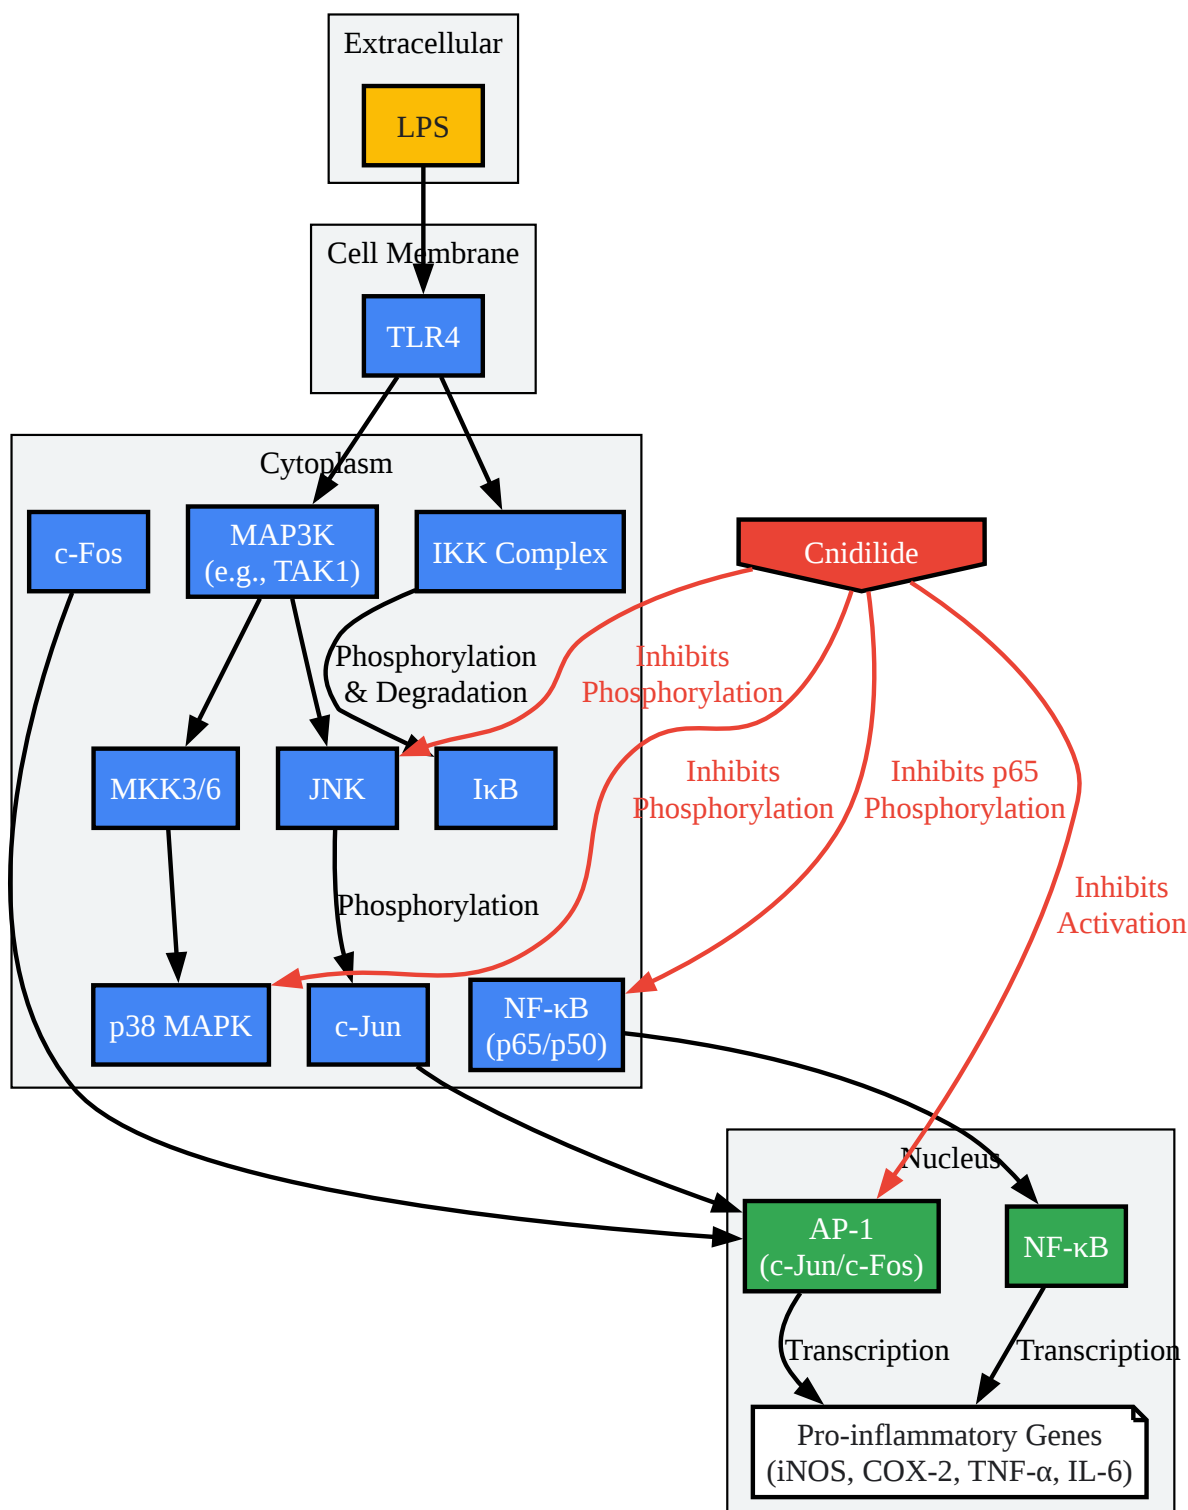 Extracellular
LPS
Cell Membrane
TLR4
Cytoplasm
c-Fos
MAP3K
(e.g., TAK1)
IKK Complex
Cnidilide
Phosphorylation
& Degradation
Inhibits
Phosphorylation
MKK3/6
JNK
IκB
Inhibits
Phosphorylation
Inhibits p65
Phosphorylation
Phosphorylation
Inhibits
Activation
p38 MAPK
c-Jun
NF-κB
(p65/p50)
Nucleus
AP-1
(c-Jun/c-Fos)
NF-κB
Transcription
Transcription
Pro-inflammatory Genes
(iNOS, COX-2, TNF-α, IL-6)